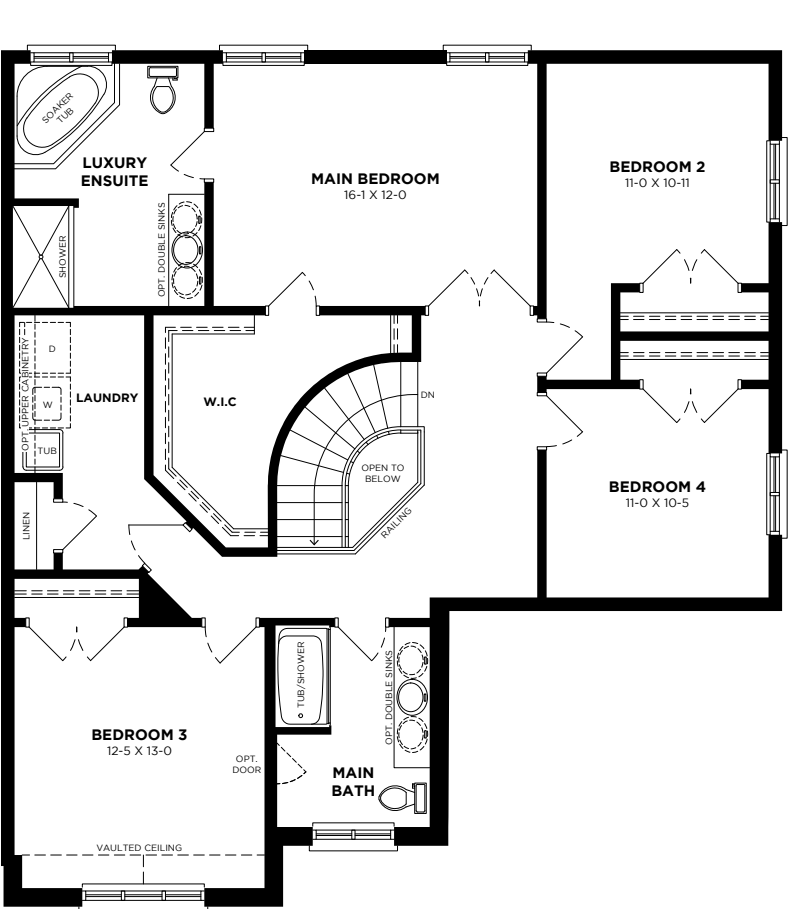 SOAKER
TUB
LUXURY
ENSUITE
MAIN BEDROOM
16-1 X 12-0
BEDROOM 2
11-0 X 10-11
OPT. DOUBLE SINKS
SHOWER
OPT. UPPER CABINETRY
D
W
TUB
LAUNDRY
W.I.C
DN
OPEN TO
BELOW
RAILING
BEDROOM 4
11-0 X 10-5
LINEN
TUB/SHOWER
OPT. DOUBLE SINKS
BEDROOM 3
12-5 X 13-0
OPT.
DOOR
MAIN
BATH
VAULTED CEILING